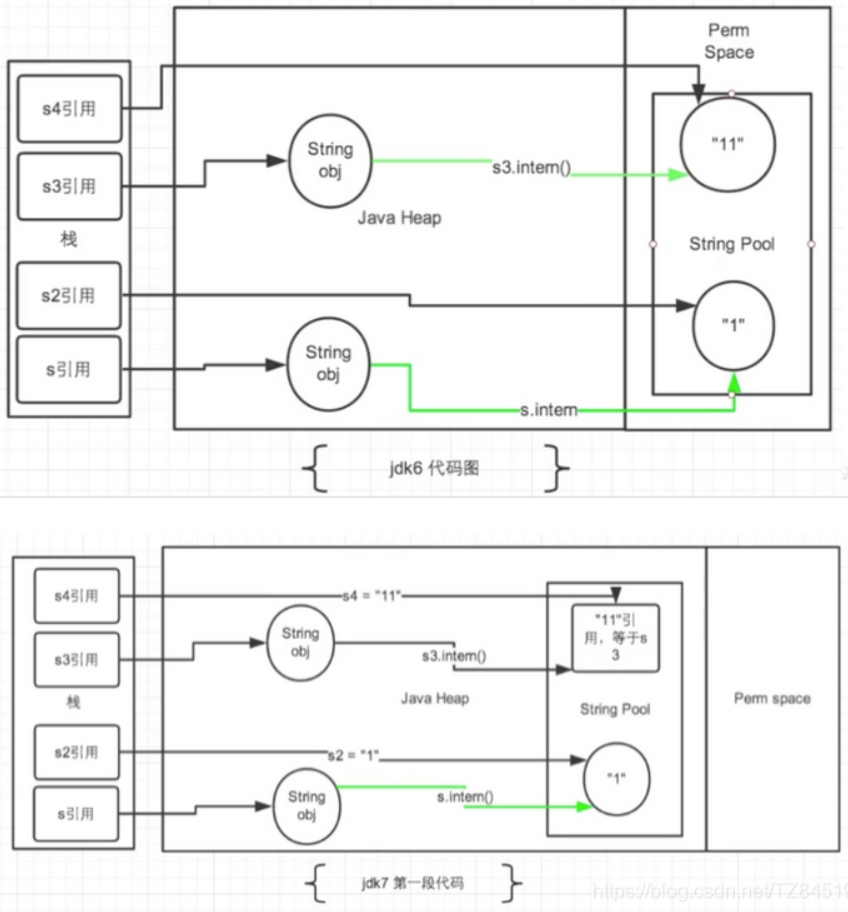 Perm
Space
s4引用
String
obj
s3.intern()
"11"
s3引用
Java Heap
栈
String Pool
s2引用
"1"
s引用
String
obj
s.intern
jdk6 代码图
s4引用
s4 = "11"
"11"引
用，等于s
3
String
obj
s3引用
s3.intern()
栈
Java Heap
String Pool
Perm space
s2引用
s2 = "1"
"1"
String
obj
s.intern()
s引用
jdk7 第一段代码
https://blog.csdn.net/TZ84519